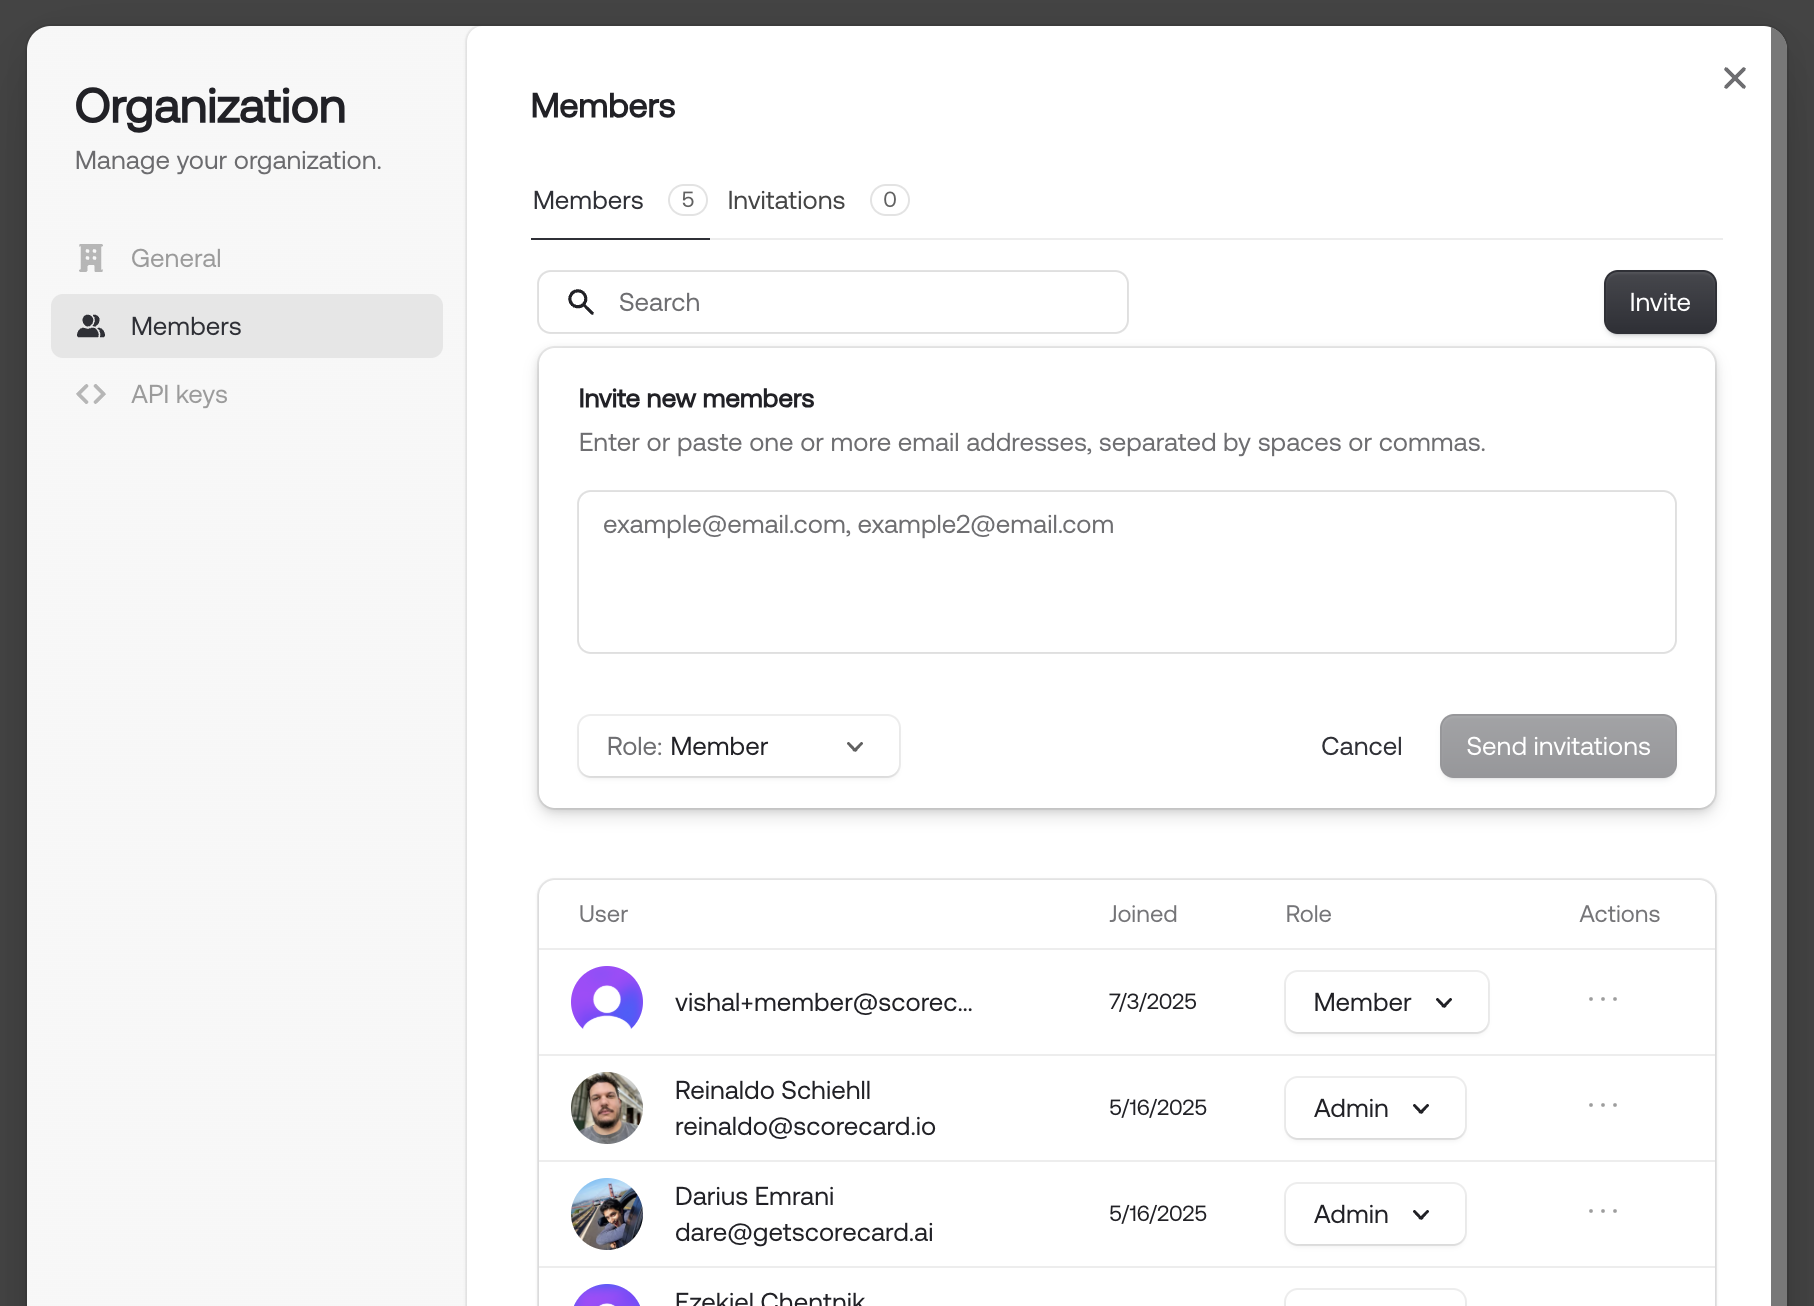 Organization
Manage your organization.
General
Members
API keys
Members
Members 5 Invitations 0
Search
Invite
Invite new members
Enter or paste one or more email addresses, separated by spaces or commas.
example@email.com, example2@email.com
Role: Member
Cancel
Send invitations
User Joined Role Actions
vishal+member@scorec... 7/3/2025 Member
Reinaldo Schiehll
reinaldo@scorecard.io
5/16/2025 Admin
Darius Emrani
dare@getscorecard.ai
5/16/2025 Admin
Ezekiel Chentnik